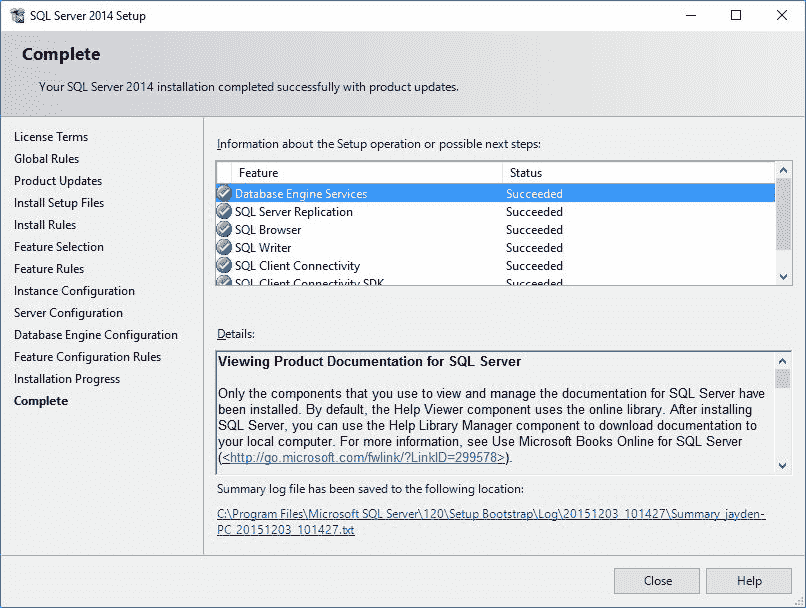 SQL Server 2014 Setup
Complete
Your SQL Server 2014 installation completed successfully with product updates.
License Terms
Global Rules
Product Updates
Install Setup Files
Install Rules
Feature Selection
Feature Rules
Instance Configuration
Server Configuration
Database Engine Configuration
Feature Configuration Rules
Installation Progress
Complete
Information about the Setup operation or possible next steps:
Feature Status
Database Engine Services Succeeded
SQL Server Replication Succeeded
SQL Browser Succeeded
SQL Writer Succeeded
SQL Client Connectivity Succeeded
SQL Client Connectivity SDK Succeeded
Details:
Viewing Product Documentation for SQL Server
Only the components that you use to view and manage the documentation for SQL Server have
been installed. By default, the Help Viewer component uses the online library. After installing
SQL Server, you can use the Help Library Manager component to download documentation to
your local computer. For more information, see Use Microsoft Books Online for SQL Server
(<http://go.microsoft.com/fwlink/?LinkID=299578>).
Summary log file has been saved to the following location:
C:\Program Files\Microsoft SQL Server\120\Setup Bootstrap\Log\20151203_101427\Summary_jayden-
PC_20151203_101427.txt
Close Help